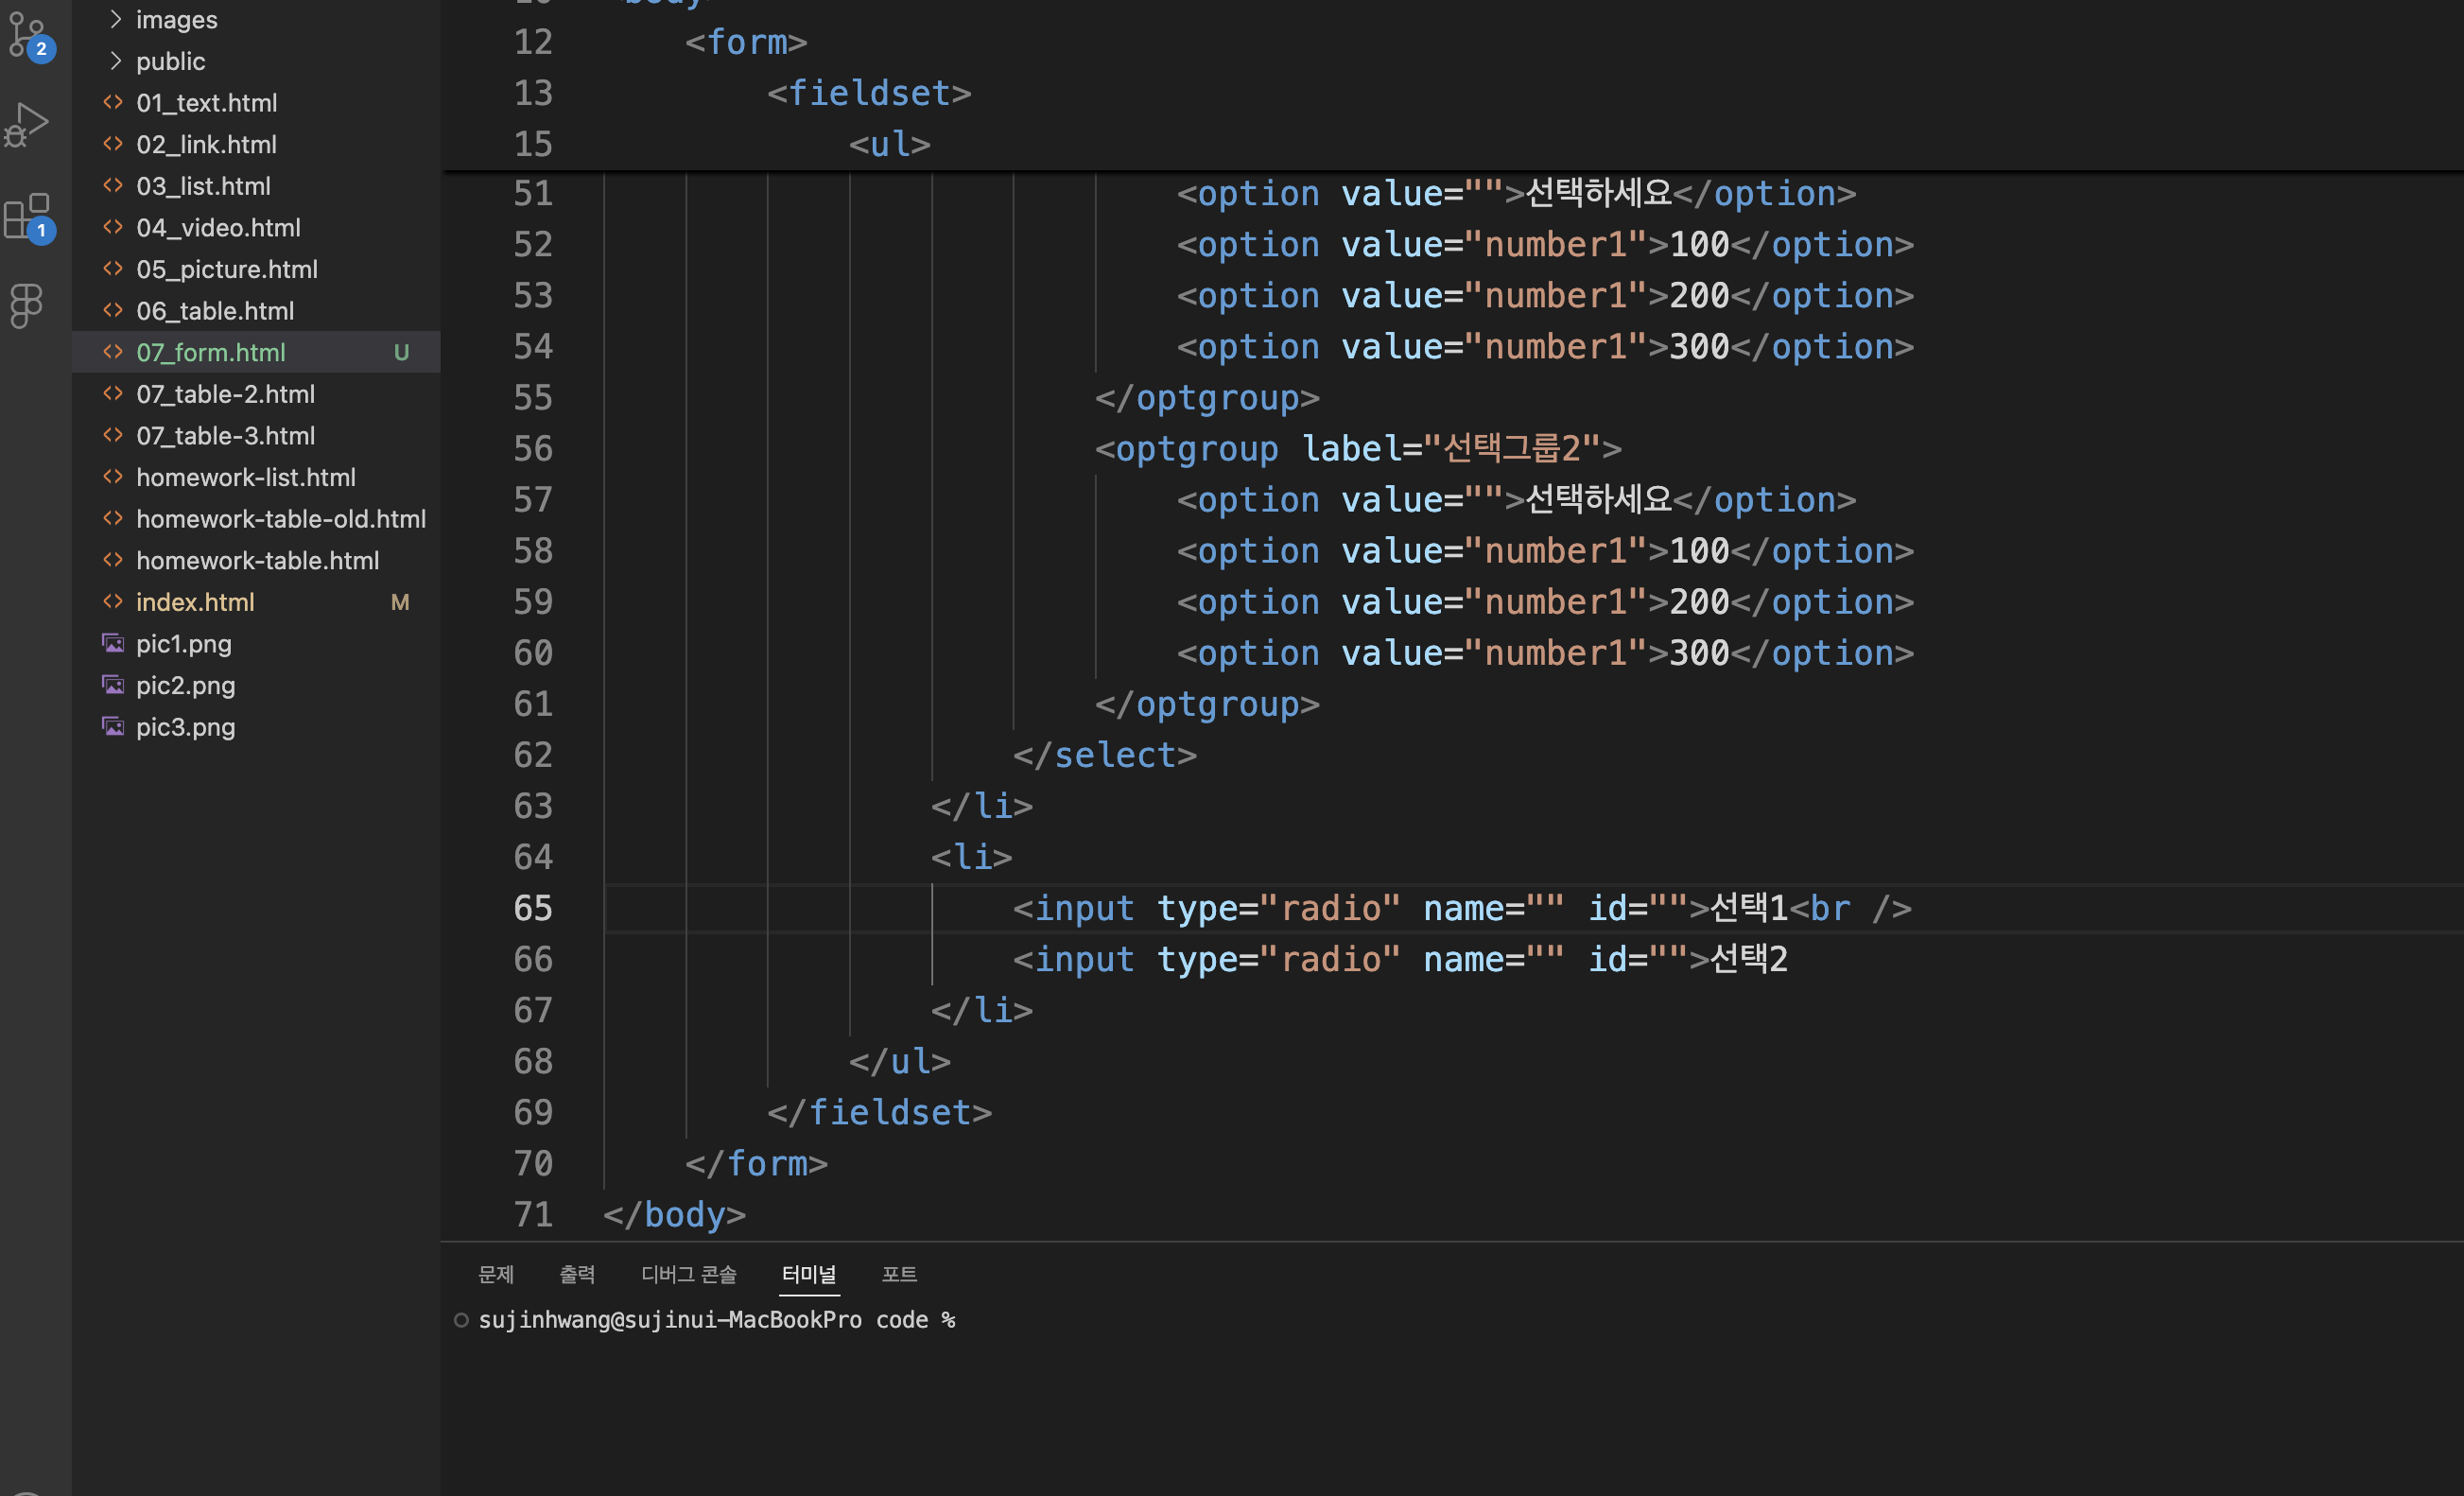 2
1
images
public
01_text.html
02_link.html
03_list.html
04_video.html
05_picture.html
06_table.html
07_form.html U
07_table-2.html
07_table-3.html
homework-list.html
homework-table-old.html
homework-table.html
index.html M
pic1.png
pic2.png
pic3.png
12 <form>
13 <fieldset>
15 <ul>
51 <option value="">선택하세요</option>
52 <option value="number1">100</option>
53 <option value="number1">200</option>
54 <option value="number1">300</option>
55 </optgroup>
56 <optgroup label="선택그룹2">
57 <option value="">선택하세요</option>
58 <option value="number1">100</option>
59 <option value="number1">200</option>
60 <option value="number1">300</option>
61 </optgroup>
62 </select>
63 </li>
64 <li>
65 <input type="radio" name="" id="">선택1<br />
66 <input type="radio" name="" id="">선택2
67 </li>
68 </ul>
69 </fieldset>
70 </form>
71 </body>
문제 출력 디버그 콘솔 터미널 포트
sujinhwang@sujinui-MacBookPro code %